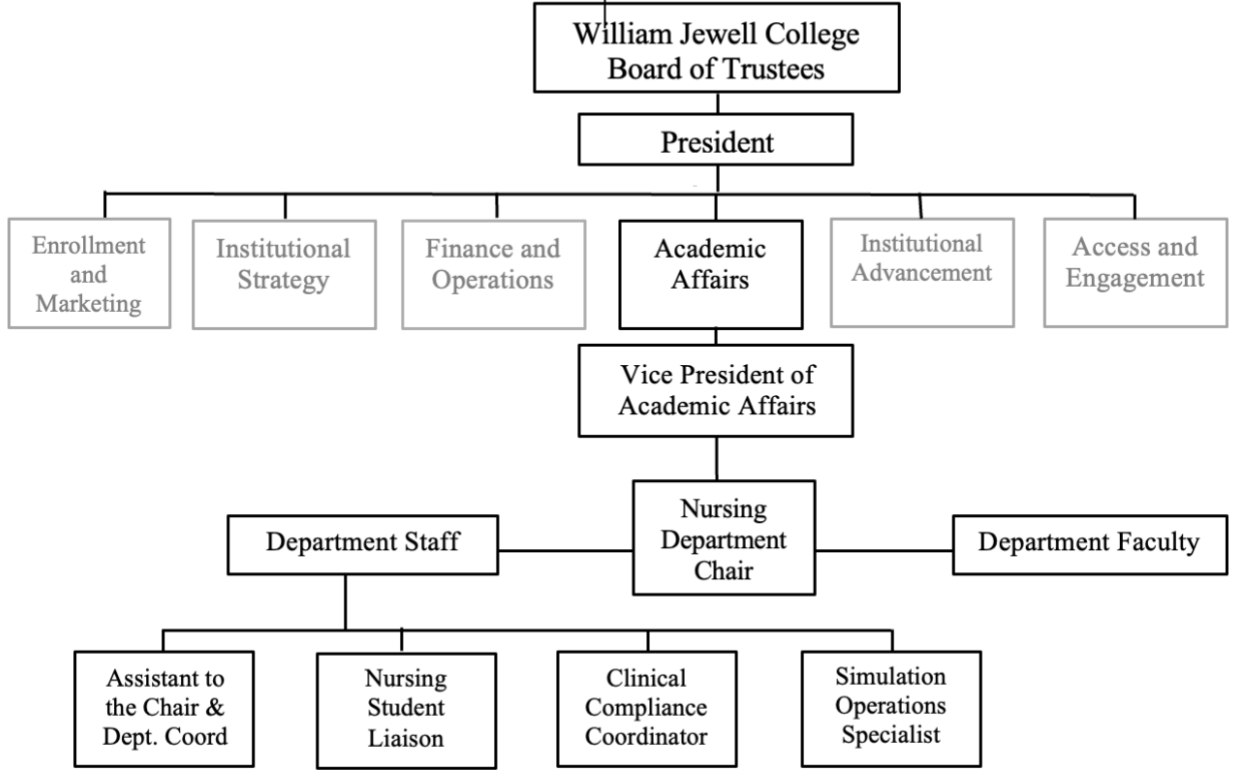 William Jewell College
Board of Trustees
President
Enrollment
and
Marketing
Institutional
Strategy
Finance and
Operations
Academic
Affairs
Institutional
Advancement
Access and
Engagement
Vice President of
Academic Affairs
Nursing
Department
Chair
Department Staff
Department Faculty
Assistant to
the Chair &
Dept. Coord
Nursing
Student
Liaison
Clinical
Compliance
Coordinator
Simulation
Operations
Specialist